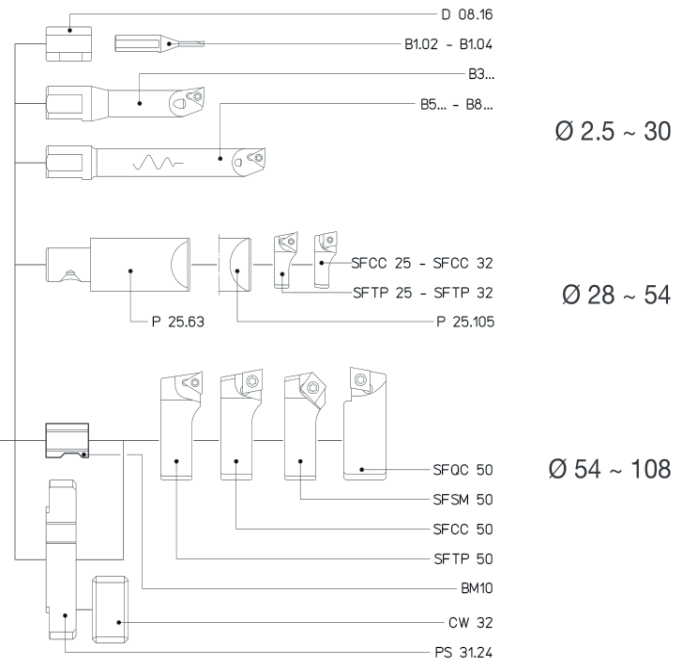 D 08.16
B1.02 - B1.04
B3...
B5... - B8...
Ø 2.5 ~ 30
SFCC 25 - SFCC 32
SFTP 25 - SFTP 32
Ø 28 ~ 54
P 25.63
P 25.105
SFQC 50
Ø 54 ~ 108
SFSM 50
SFCC 50
SFTP 50
BM10
CW 32
PS 31.24